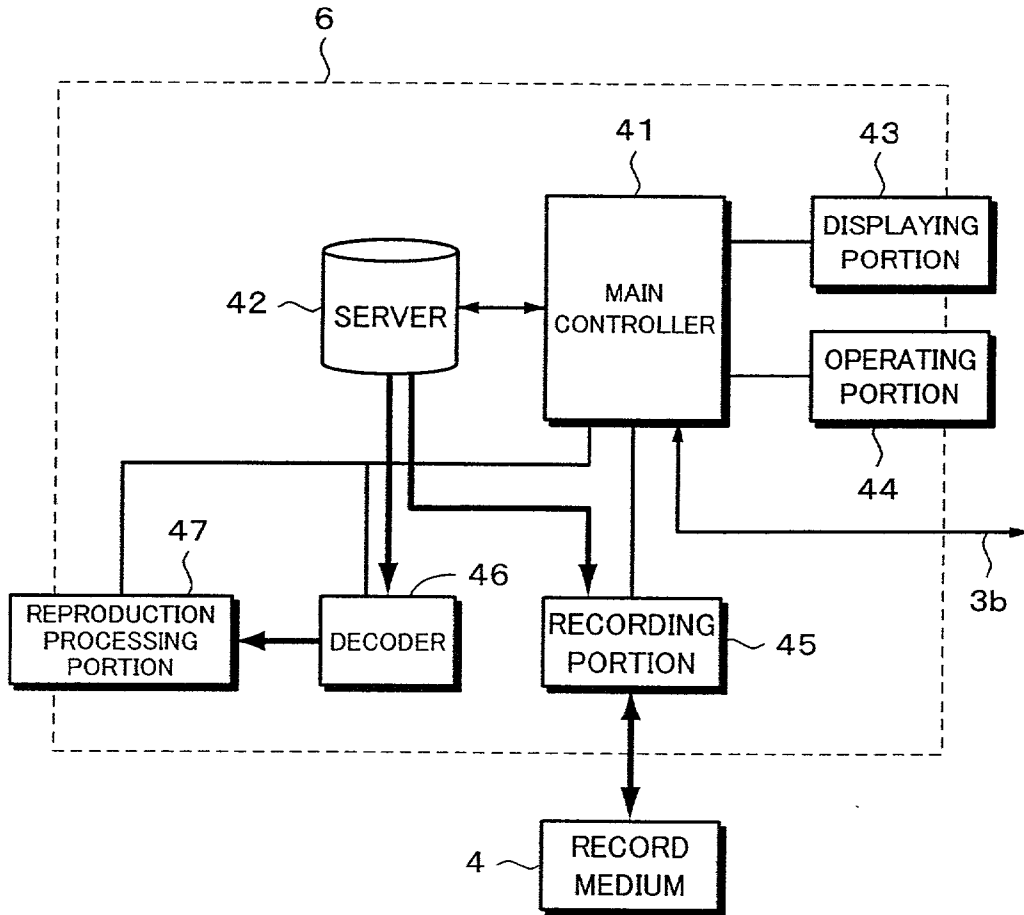 6
41
43
DISPLAYING
PORTION
42
SERVER
MAIN
CONTROLLER
OPERATING
PORTION
44
47
46
3b
REPRODUCTION
PROCESSING
PORTION
DECODER
RECORDING
PORTION
45
4
RECORD
MEDIUM